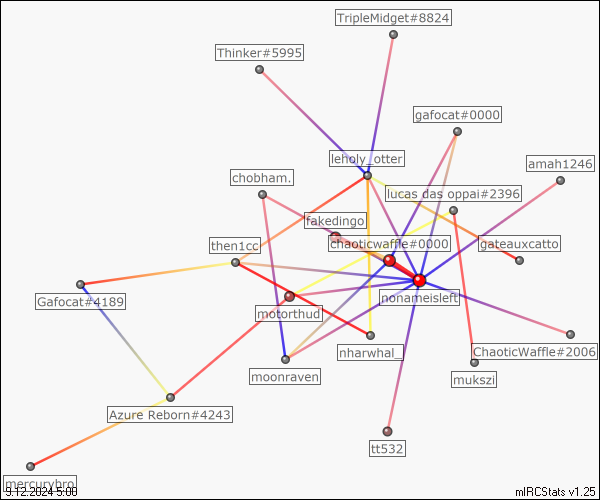 TripleMidget#8824
Thinker#5995
gafocat#0000
leholy_otter
amah1246
chobham.
lucas das oppai#2396
fakedingo
then1cc
chaoticwaffle#0000
gateauxcatto
Gafocat#4189
motorthud
nonameisleft
nharwhal_
ChaoticWaffle#2006
moonraven
mukszi
Azure Reborn#4243
tt532
mercurybro
9.12.2024 5:00
mIRCStats v1.25